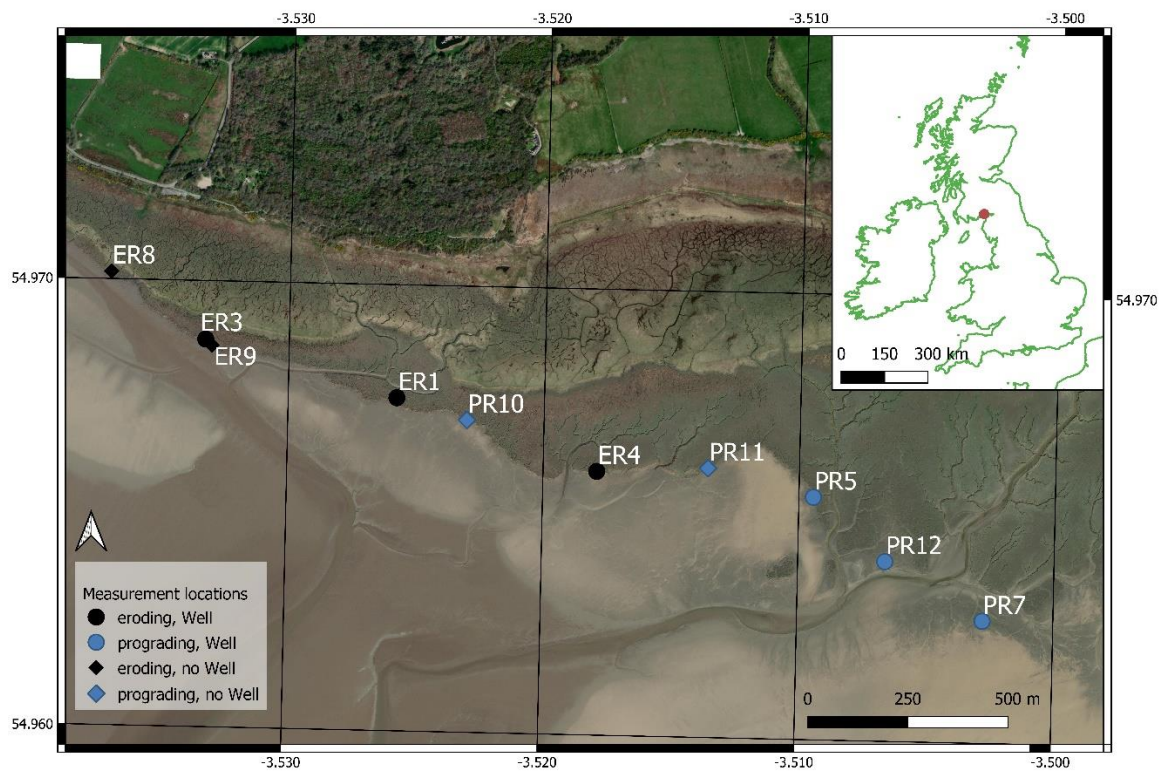 -3.530 -3.520 -3.510 -3.500
ER8
54.970
54.970
ER3
ER9
ER1
PR10
ER4
PR11
PR5
PR12
PR7
0 150 300 km
Measurement locations
eroding, Well
prograding, Well
eroding, no Well
prograding, no Well
0 250 500 m
54.960
-3.530 -3.520 -3.510 -3.500